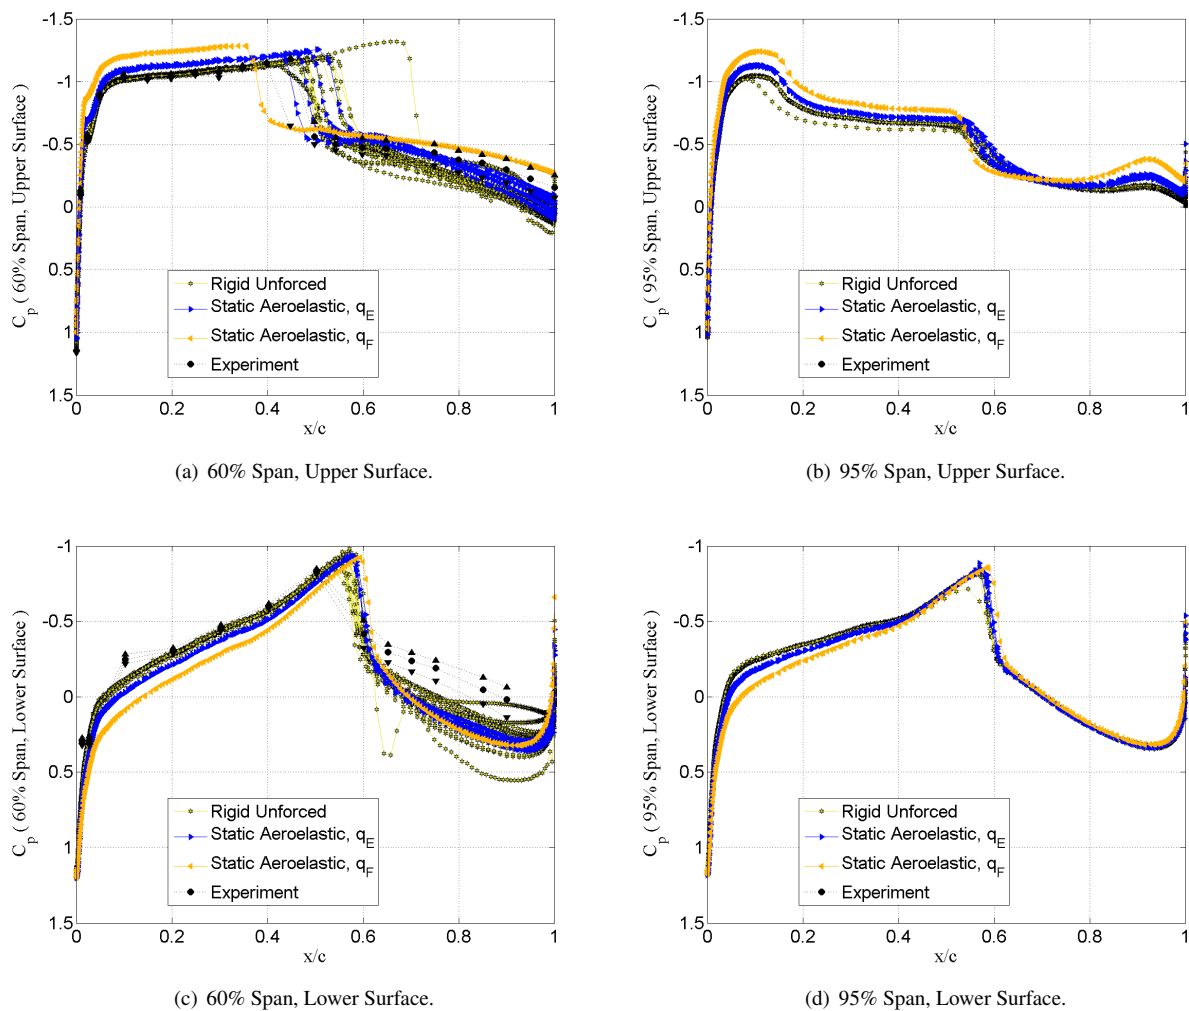 C_p ( 60% Span, Upper Surface)
-1.5
-1
-0.5
0
0.5
1
1.5
Rigid Unforced
Static Aeroelastic, q_E
Static Aeroelastic, q_F
Experiment
0 0.2 0.4 0.6 0.8 1
x/c
(a) 60% Span, Upper Surface.
C_p ( 95% Span, Upper Surface)
-1.5
-1
-0.5
0
0.5
1
1.5
Rigid Unforced
Static Aeroelastic, q_E
Static Aeroelastic, q_F
Experiment
0 0.2 0.4 0.6 0.8 1
x/c
(b) 95% Span, Upper Surface.
C_p ( 60% Span, Lower Surface)
-1
-0.5
0
0.5
1
1.5
Rigid Unforced
Static Aeroelastic, q_E
Static Aeroelastic, q_F
Experiment
0 0.2 0.4 0.6 0.8 1
x/c
(c) 60% Span, Lower Surface.
C_p ( 95% Span, Lower Surface)
-1
-0.5
0
0.5
1
1.5
Rigid Unforced
Static Aeroelastic, q_E
Static Aeroelastic, q_F
Experiment
0 0.2 0.4 0.6 0.8 1
x/c
(d) 95% Span, Lower Surface.